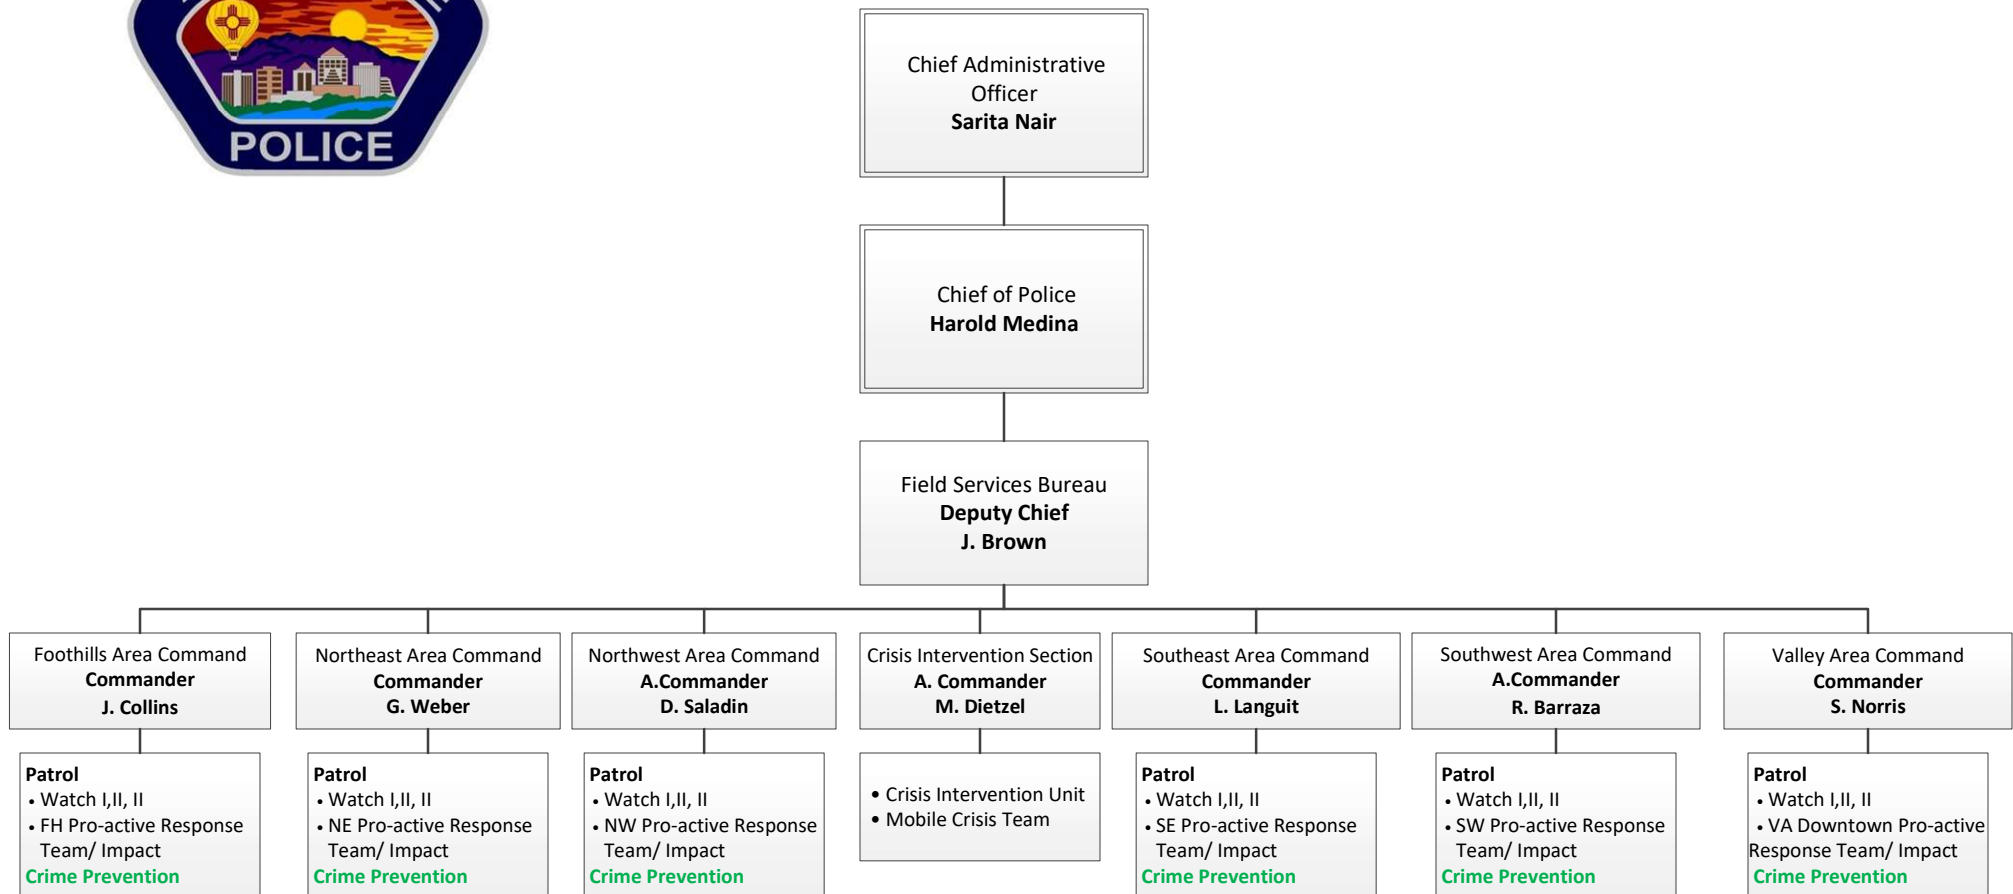 POLICE
Chief Administrative
Officer
Sarita Nair
Chief of Police
Harold Medina
Field Services Bureau
Deputy Chief
J. Brown
Foothills Area Command
Commander
J. Collins
Northeast Area Command
Commander
G. Weber
Northwest Area Command
A.Commander
D. Saladin
Crisis Intervention Section
A. Commander
M. Dietzel
Southeast Area Command
Commander
L. Languit
Southwest Area Command
A.Commander
R. Barraza
Valley Area Command
Commander
S. Norris
Patrol
• Watch I,II, II
• FH Pro-active Response
Team/ Impact
Crime Prevention
Patrol
• Watch I,II, II
• NE Pro-active Response
Team/ Impact
Crime Prevention
Patrol
• Watch I,II, II
• NW Pro-active Response
Team/ Impact
Crime Prevention
• Crisis Intervention Unit
• Mobile Crisis Team
Patrol
• Watch I,II, II
• SE Pro-active Response
Team/ Impact
Crime Prevention
Patrol
• Watch I,II, II
• SW Pro-active Response
Team/ Impact
Crime Prevention
Patrol
• Watch I,II, II
• VA Downtown Pro-active
Response Team/ Impact
Crime Prevention